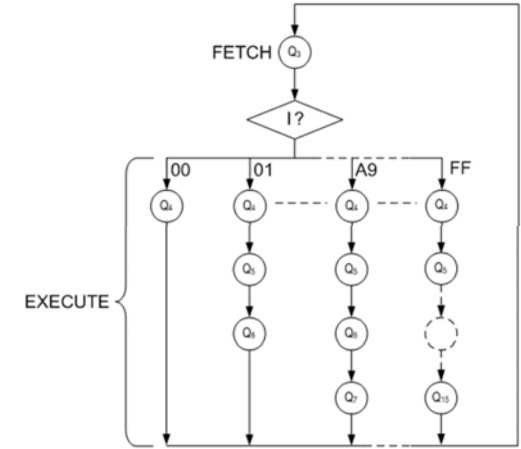 FETCH Q3
I?
00 01 A9 FF
Q4 Q4 Q4 Q4
Q5 Q5 Q5
EXECUTE
Q6 Q6
Q7 Q15